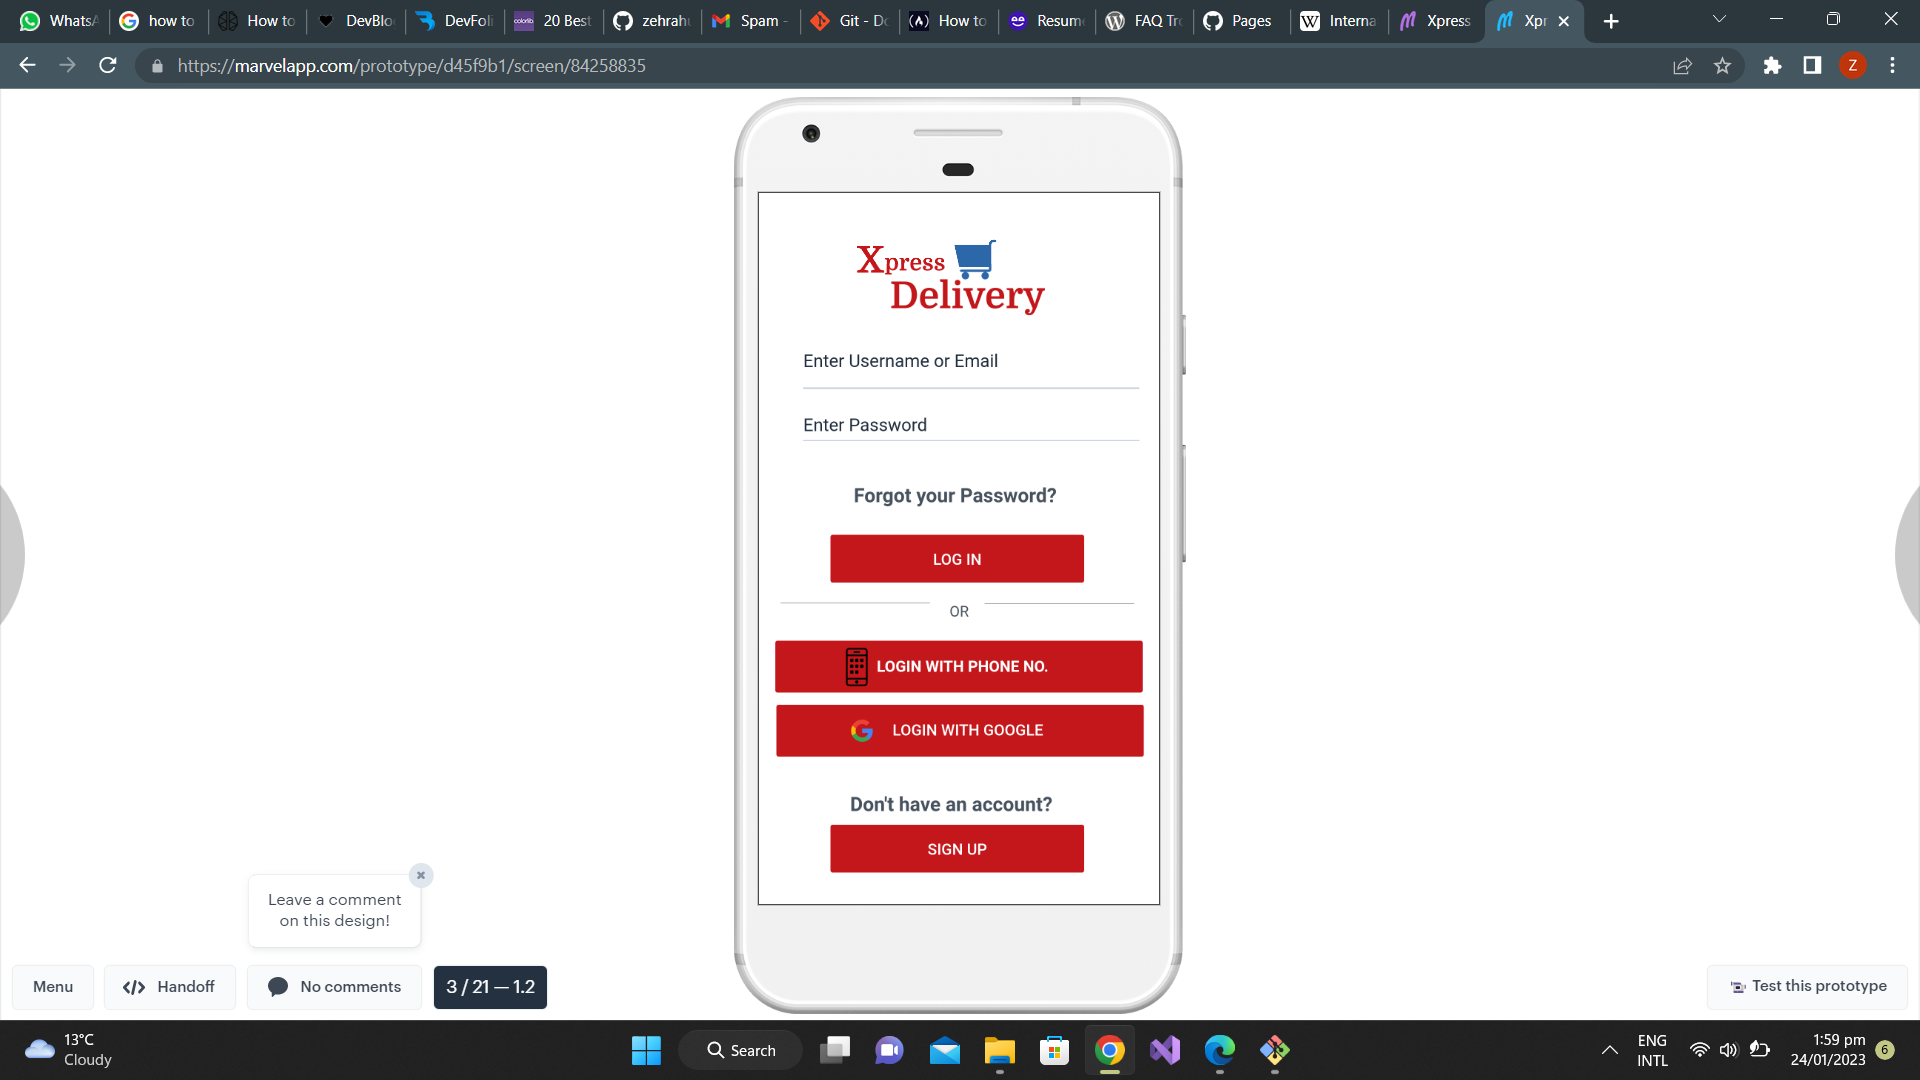 WhatsA
how to
How to
DevBlo
DevFoli
colorlib
20 Best
zehrah
Spam -
Git - Do
How to
Resume
FAQ Tr
Pages
W
Interna
Xpress
Xpr
https://marvelapp.com/prototype/d45f9b1/screen/84258835
Z
Xpress
Delivery
Enter Username or Email
Enter Password
Forgot your Password?
LOG IN
OR
LOGIN WITH PHONE NO.
LOGIN WITH GOOGLE
Don't have an account?
SIGN UP
Leave a comment
on this design!
Menu
Handoff
No comments
3 / 21 — 1.2
Test this prototype
13°C
Cloudy
Search
ENG
INTL
1:59 pm
24/01/2023
6